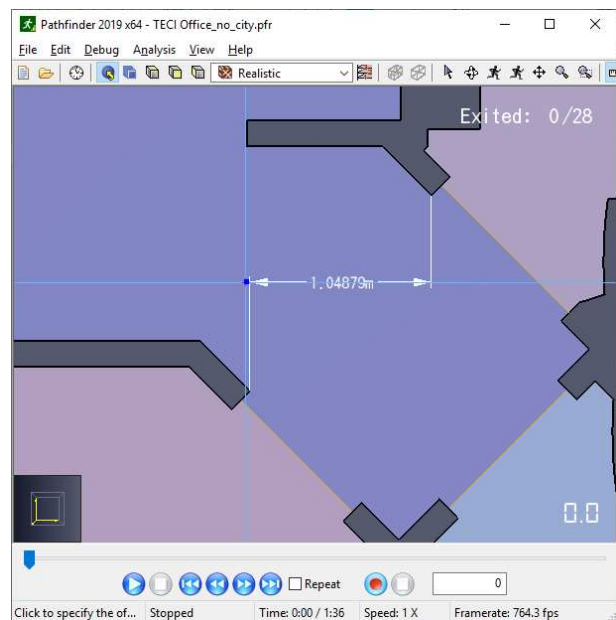 Pathfinder 2019 x64 - TECI Office_no_city.pfr
File Edit Debug Analysis View Help
Realistic
Exited: 0/28
1.04879m
0.0
Repeat
0
Click to specify the of... Stopped Time: 0:00 / 1:36 Speed: 1 X Framerate: 764.3 fps